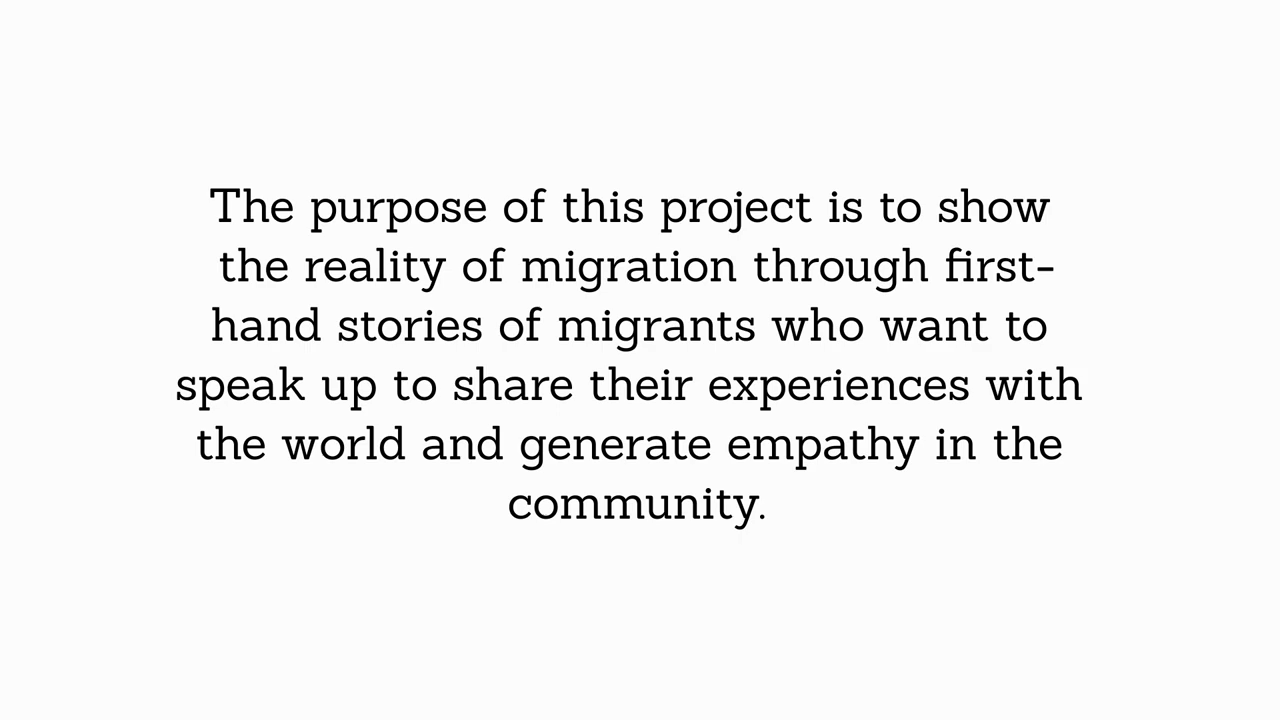 The purpose of this project is to show
the reality of migration through first-
hand stories of migrants who want to
speak up to share their experiences with
the world and generate empathy in the
community.